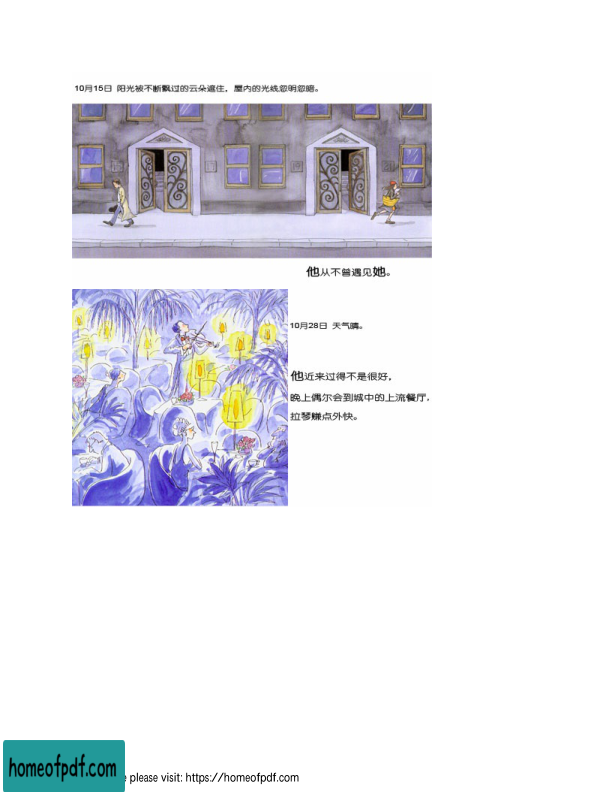 10月15日 阳光被不断飘过的云朵遮住，屋内的光线忽明忽暗。
他从不曾遇见她。
10月28日 天气晴。
他近来过得不是很好，
晚上偶尔会到城中的上流餐厅，
拉琴赚点外快。
homeofpdf.com
please visit: https://homeofpdf.com